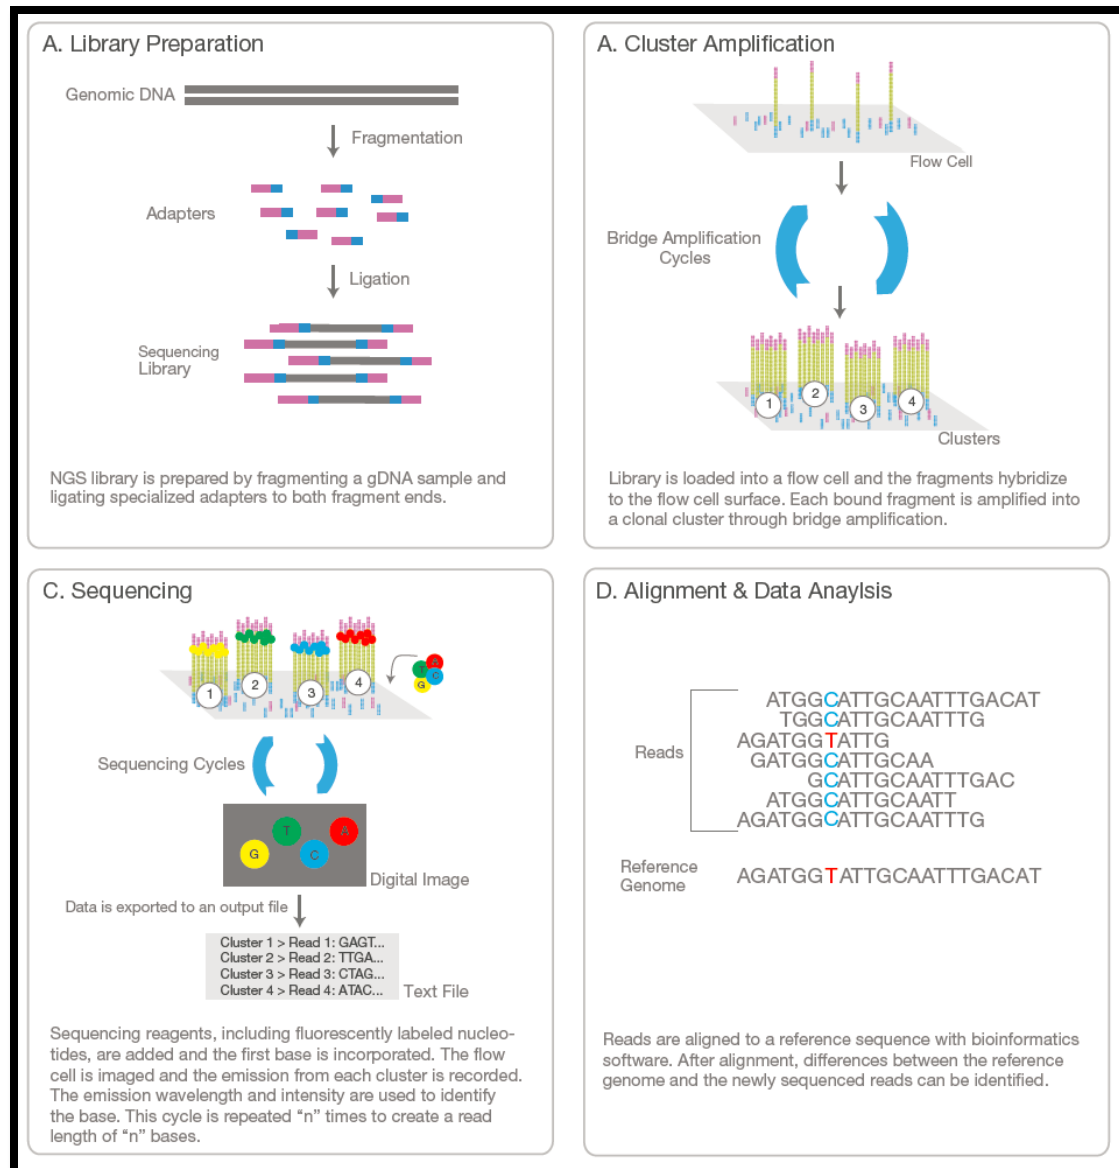 A. Library Preparation
Genomic DNA
Fragmentation
Adapters
Ligation
Sequencing
Library
NGS library is prepared by fragmenting a gDNA sample and
ligating specialized adapters to both fragment ends.
A. Cluster Amplification
Flow Cell
Bridge Amplification
Cycles
1
2
3
4
Clusters
Library is loaded into a flow cell and the fragments hybridize
to the flow cell surface. Each bound fragment is amplified into
a clonal cluster through bridge amplification.
C. Sequencing
1
2
3
4
A
T
C
G
Sequencing Cycles
T
A
G
C
Digital Image
Data is exported to an output file
Cluster 1 > Read 1: GAGT...
Cluster 2 > Read 2: TTGA...
Cluster 3 > Read 3: CTAG...
Cluster 4 > Read 4: ATAC...
Text File
Sequencing reagents, including fluorescently labeled nucleo-
tides, are added and the first base is incorporated. The flow
cell is imaged and the emission from each cluster is recorded.
The emission wavelength and intensity are used to identify
the base. This cycle is repeated “n” times to create a read
length of “n” bases.
D. Alignment & Data Anaylsis
Reads
ATGGCATTGCAATTTGACAT
TGGCATTGCAATTTG
AGATGGTATTG
GATGGCATTGCAA
GCATTGCAATTTGAC
ATGGCATTGCAATT
AGATGGCATTGCAATTTG
Reference
Genome
AGATGGTATTGCAATTTGACAT
Reads are aligned to a reference sequence with bioinformatics
software. After alignment, differences between the reference
genome and the newly sequenced reads can be identified.